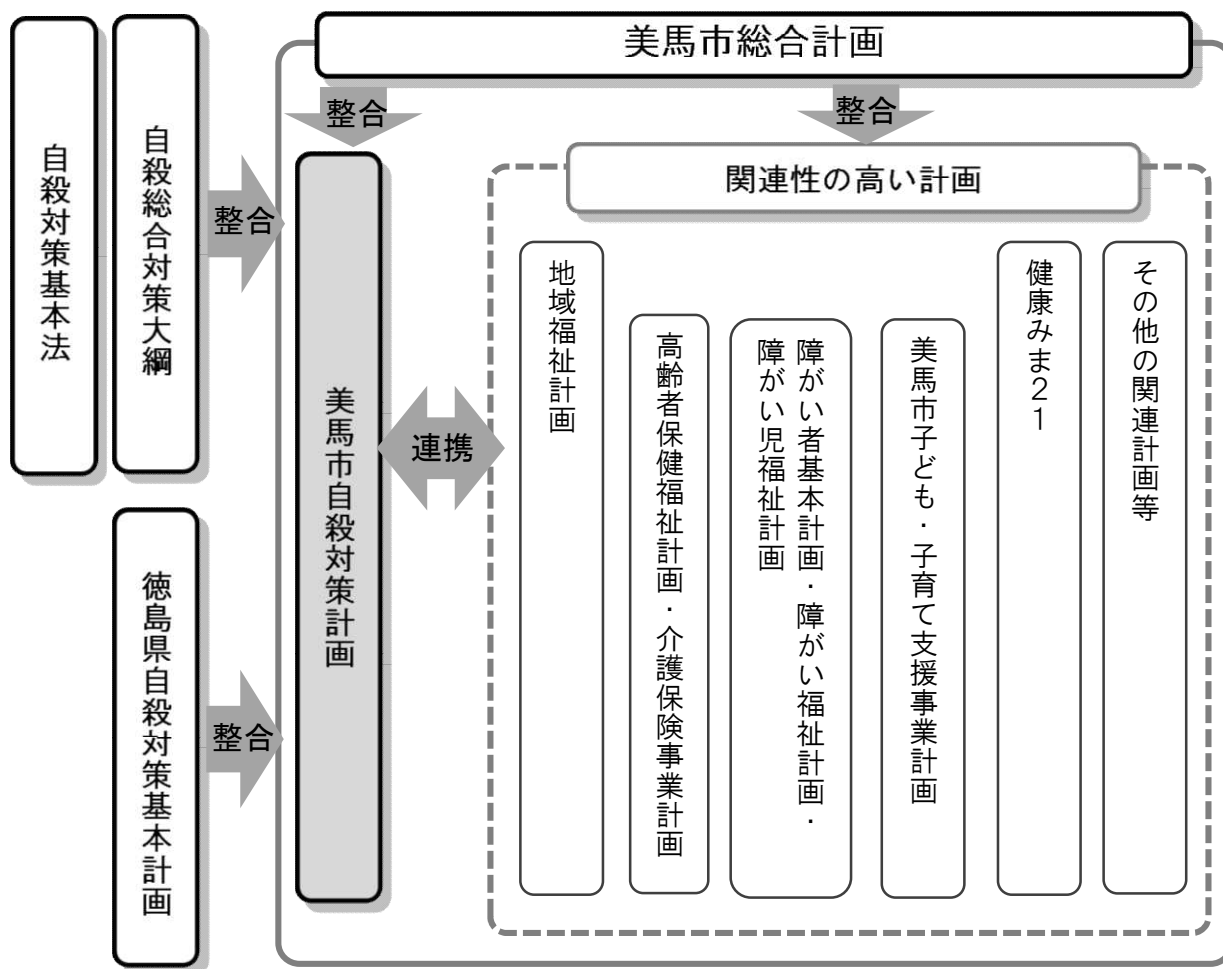 美馬市総合計画
整合
整合
自殺対策基本法
自殺総合対策大綱
整合
徳島県自殺対策基本計画
整合
美馬市自殺対策計画
連携
関連性の高い計画
地域福祉計画
高齢者保健福祉計画・介護保険事業計画
障がい者基本計画・障がい福祉計画・
障がい児福祉計画
美馬市子ども・子育て支援事業計画
健康みま２１
その他の関連計画等